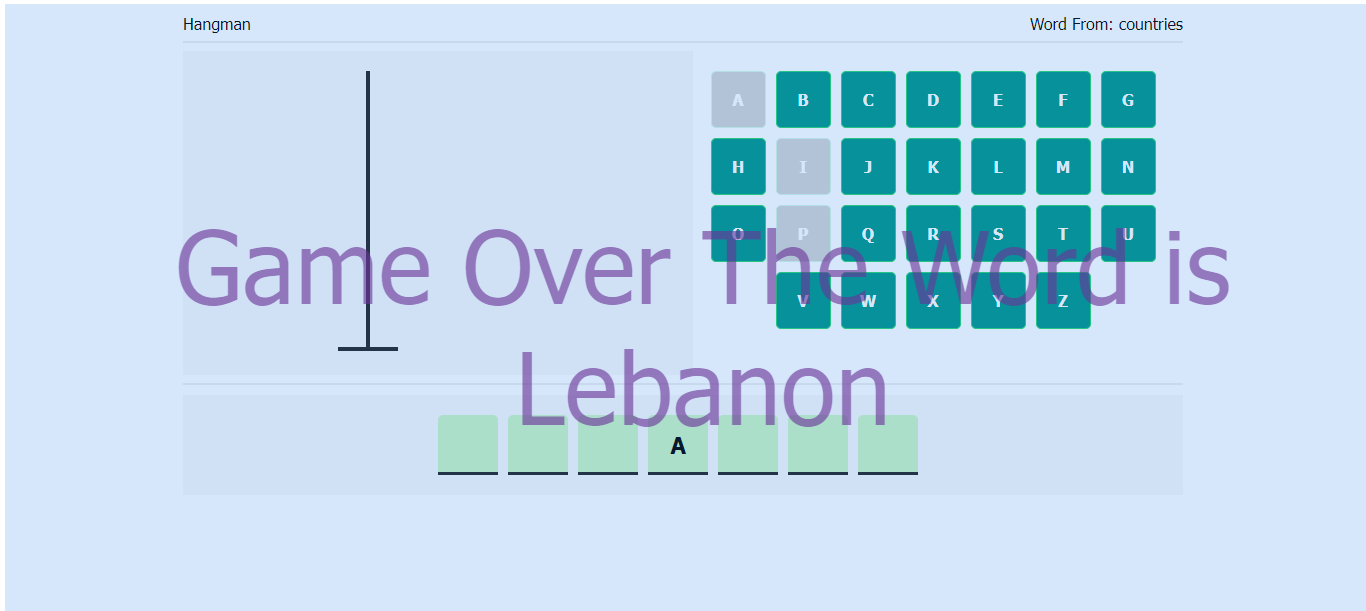 Hangman
Word From: countries
A B C D E F G
H I J K L M N
O P Q R S T U
V W X Y Z
Game Over The Word is
Lebanon
A